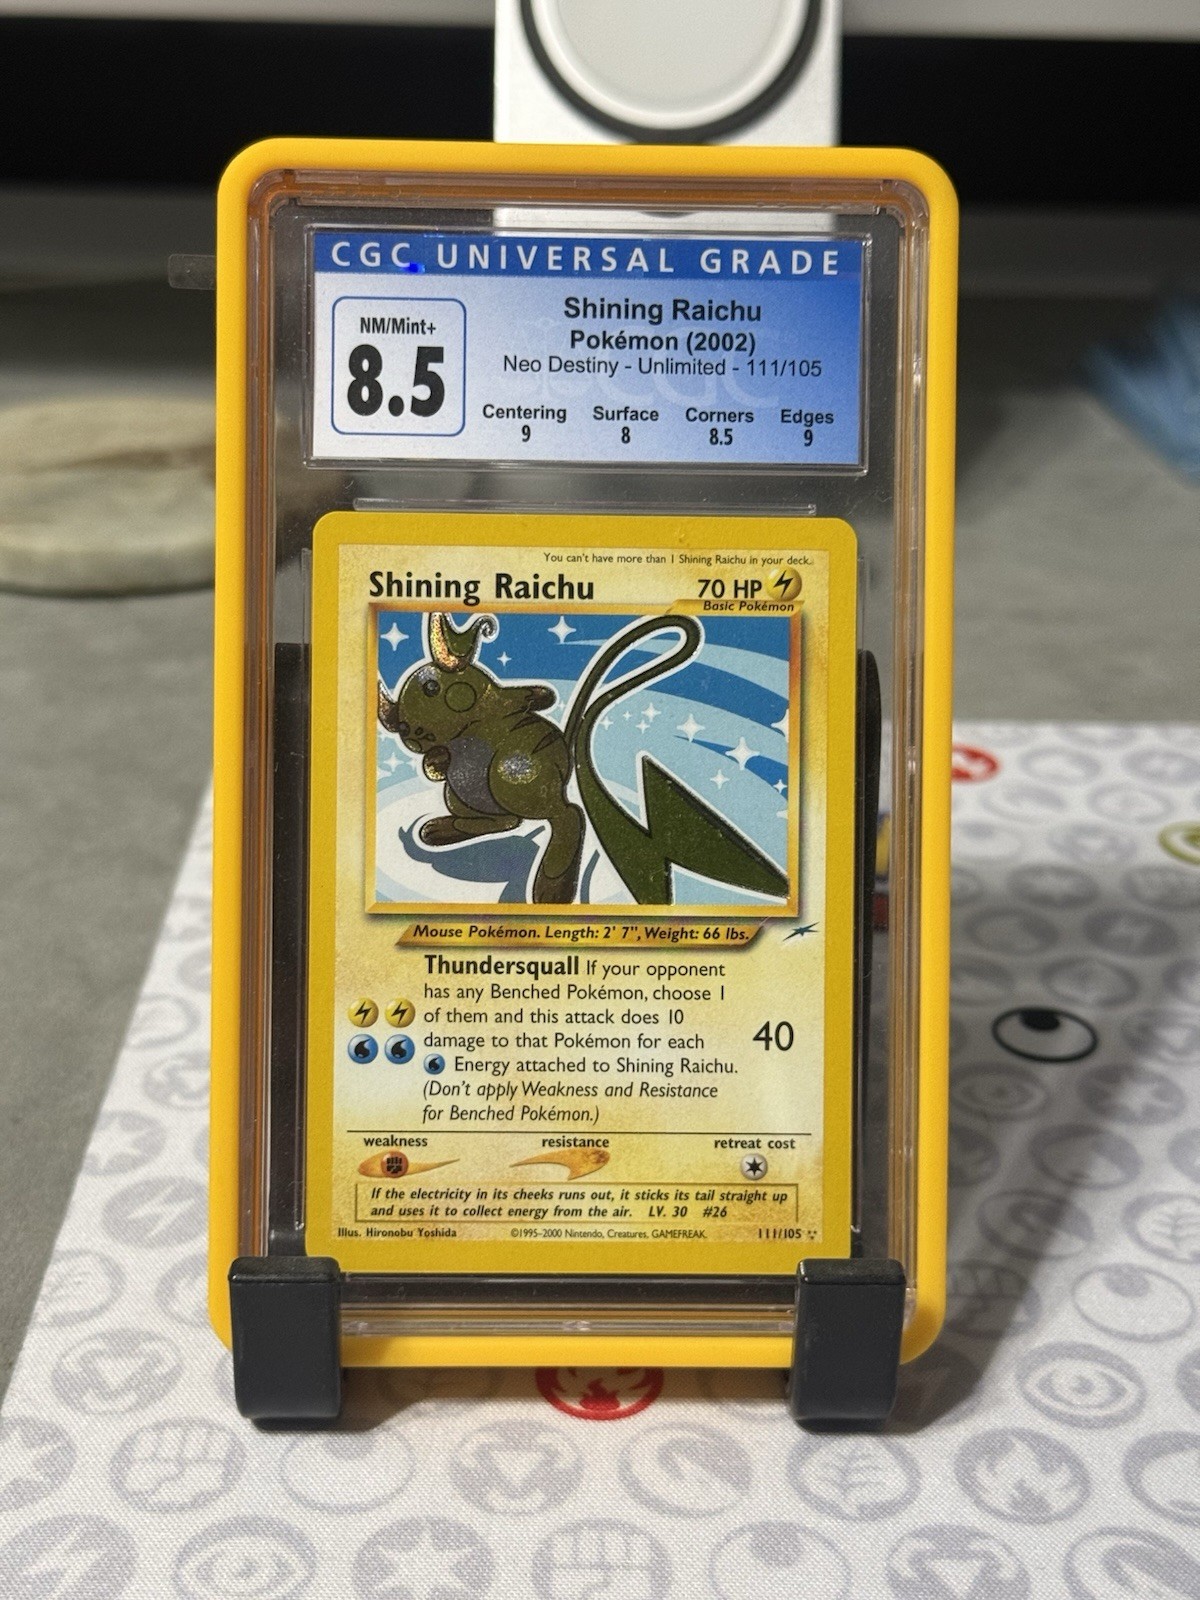 CGC UNIVERSAL GRADE
NM/Mint+
8.5
Shining Raichu
Pokémon (2002)
Neo Destiny - Unlimited - 111/105
Centering Surface Corners Edges
9 8 8.5 9
You can't have more than 1 Shining Raichu in your deck.
Shining Raichu 70 HP
Basic Pokémon
Mouse Pokémon. Length: 2' 7", Weight: 66 lbs.
Thundersquall If your opponent
has any Benched Pokémon, choose 1
of them and this attack does 10
damage to that Pokémon for each
Energy attached to Shining Raichu.
(Don't apply Weakness and Resistance
for Benched Pokémon.)
40
weakness resistance retreat cost
If the electricity in its cheeks runs out, it sticks its tail straight up
and uses it to collect energy from the air. LV. 30 #26
Illus. Hironobu Yoshida ©1995-2000 Nintendo, Creatures, GAMEFREAK. 111/105